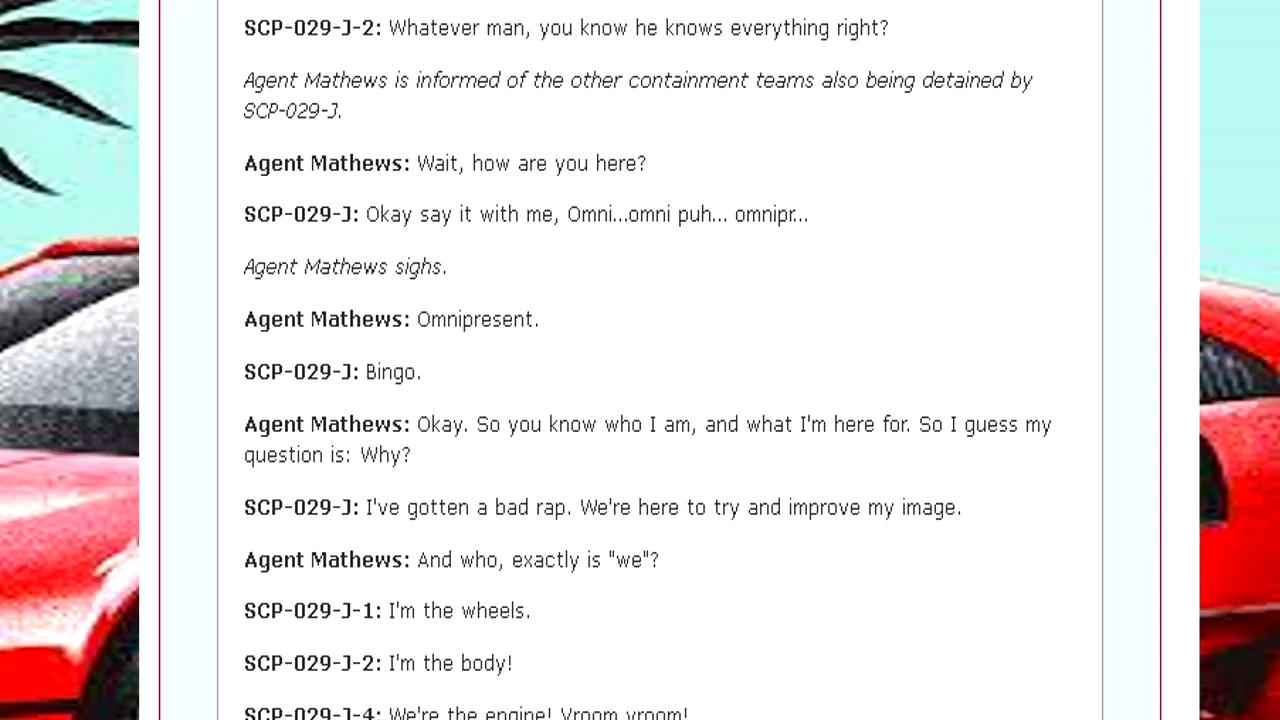 SCP-029-J-2: Whatever man, you know he knows everything right?
Agent Mathews is informed of the other containment teams also being detained by
SCP-029-J.
Agent Mathews: Wait, how are you here?
SCP-029-J: Okay say it with me, Omni...omni puh... omnipr...
Agent Mathews sighs.
Agent Mathews: Omnipresent.
SCP-029-J: Bingo.
Agent Mathews: Okay. So you know who I am, and what I'm here for. So I guess my
question is: Why?
SCP-029-J: I've gotten a bad rap. We're here to try and improve my image.
Agent Mathews: And who, exactly is "we"?
SCP-029-J-1: I'm the wheels.
SCP-029-J-2: I'm the body!
SCP-029-J-4: We're the engine! Vroom vroom!